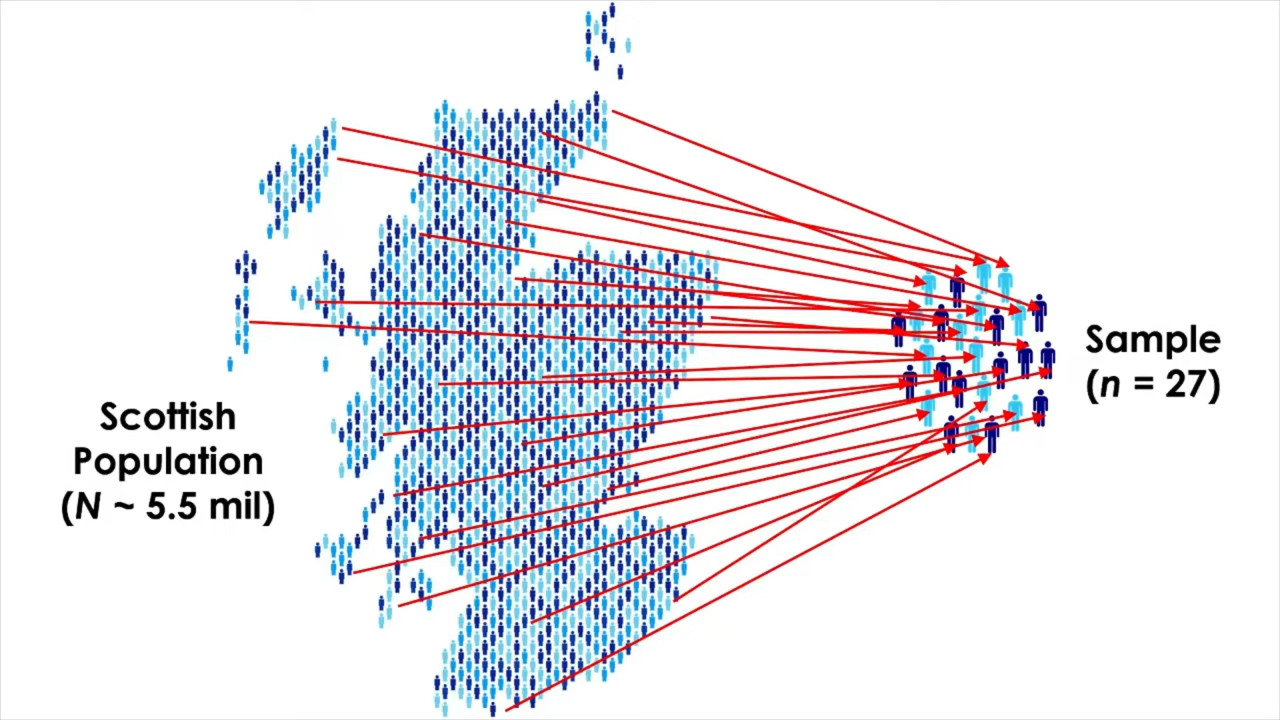 Scottish
Population
(N ~ 5.5 mil)
Sample
(n = 27)